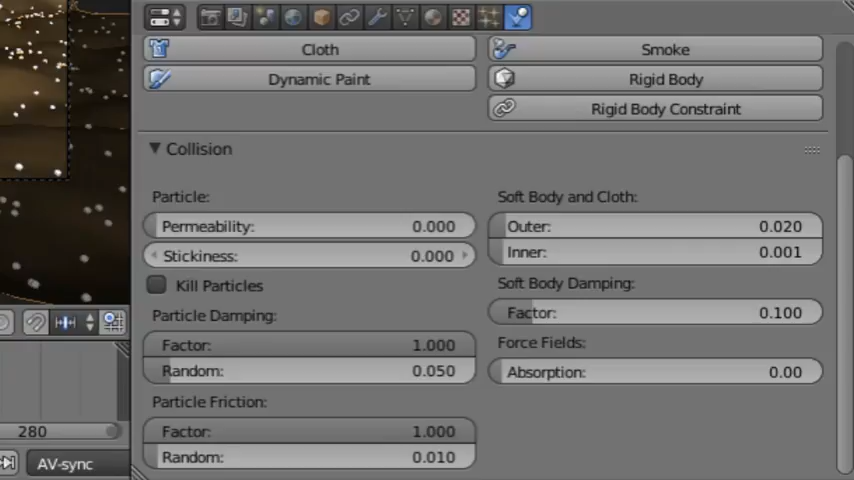 Cloth
Smoke
Dynamic Paint
Rigid Body
Rigid Body Constraint
Collision
Particle:
Permeability: 0.000
Stickiness: 0.000
Kill Particles
Particle Damping:
Factor: 1.000
Random: 0.050
Particle Friction:
Factor: 1.000
Random: 0.010
Soft Body and Cloth:
Outer: 0.020
Inner: 0.001
Soft Body Damping:
Factor: 0.100
Force Fields:
Absorption: 0.00
280
AV-sync